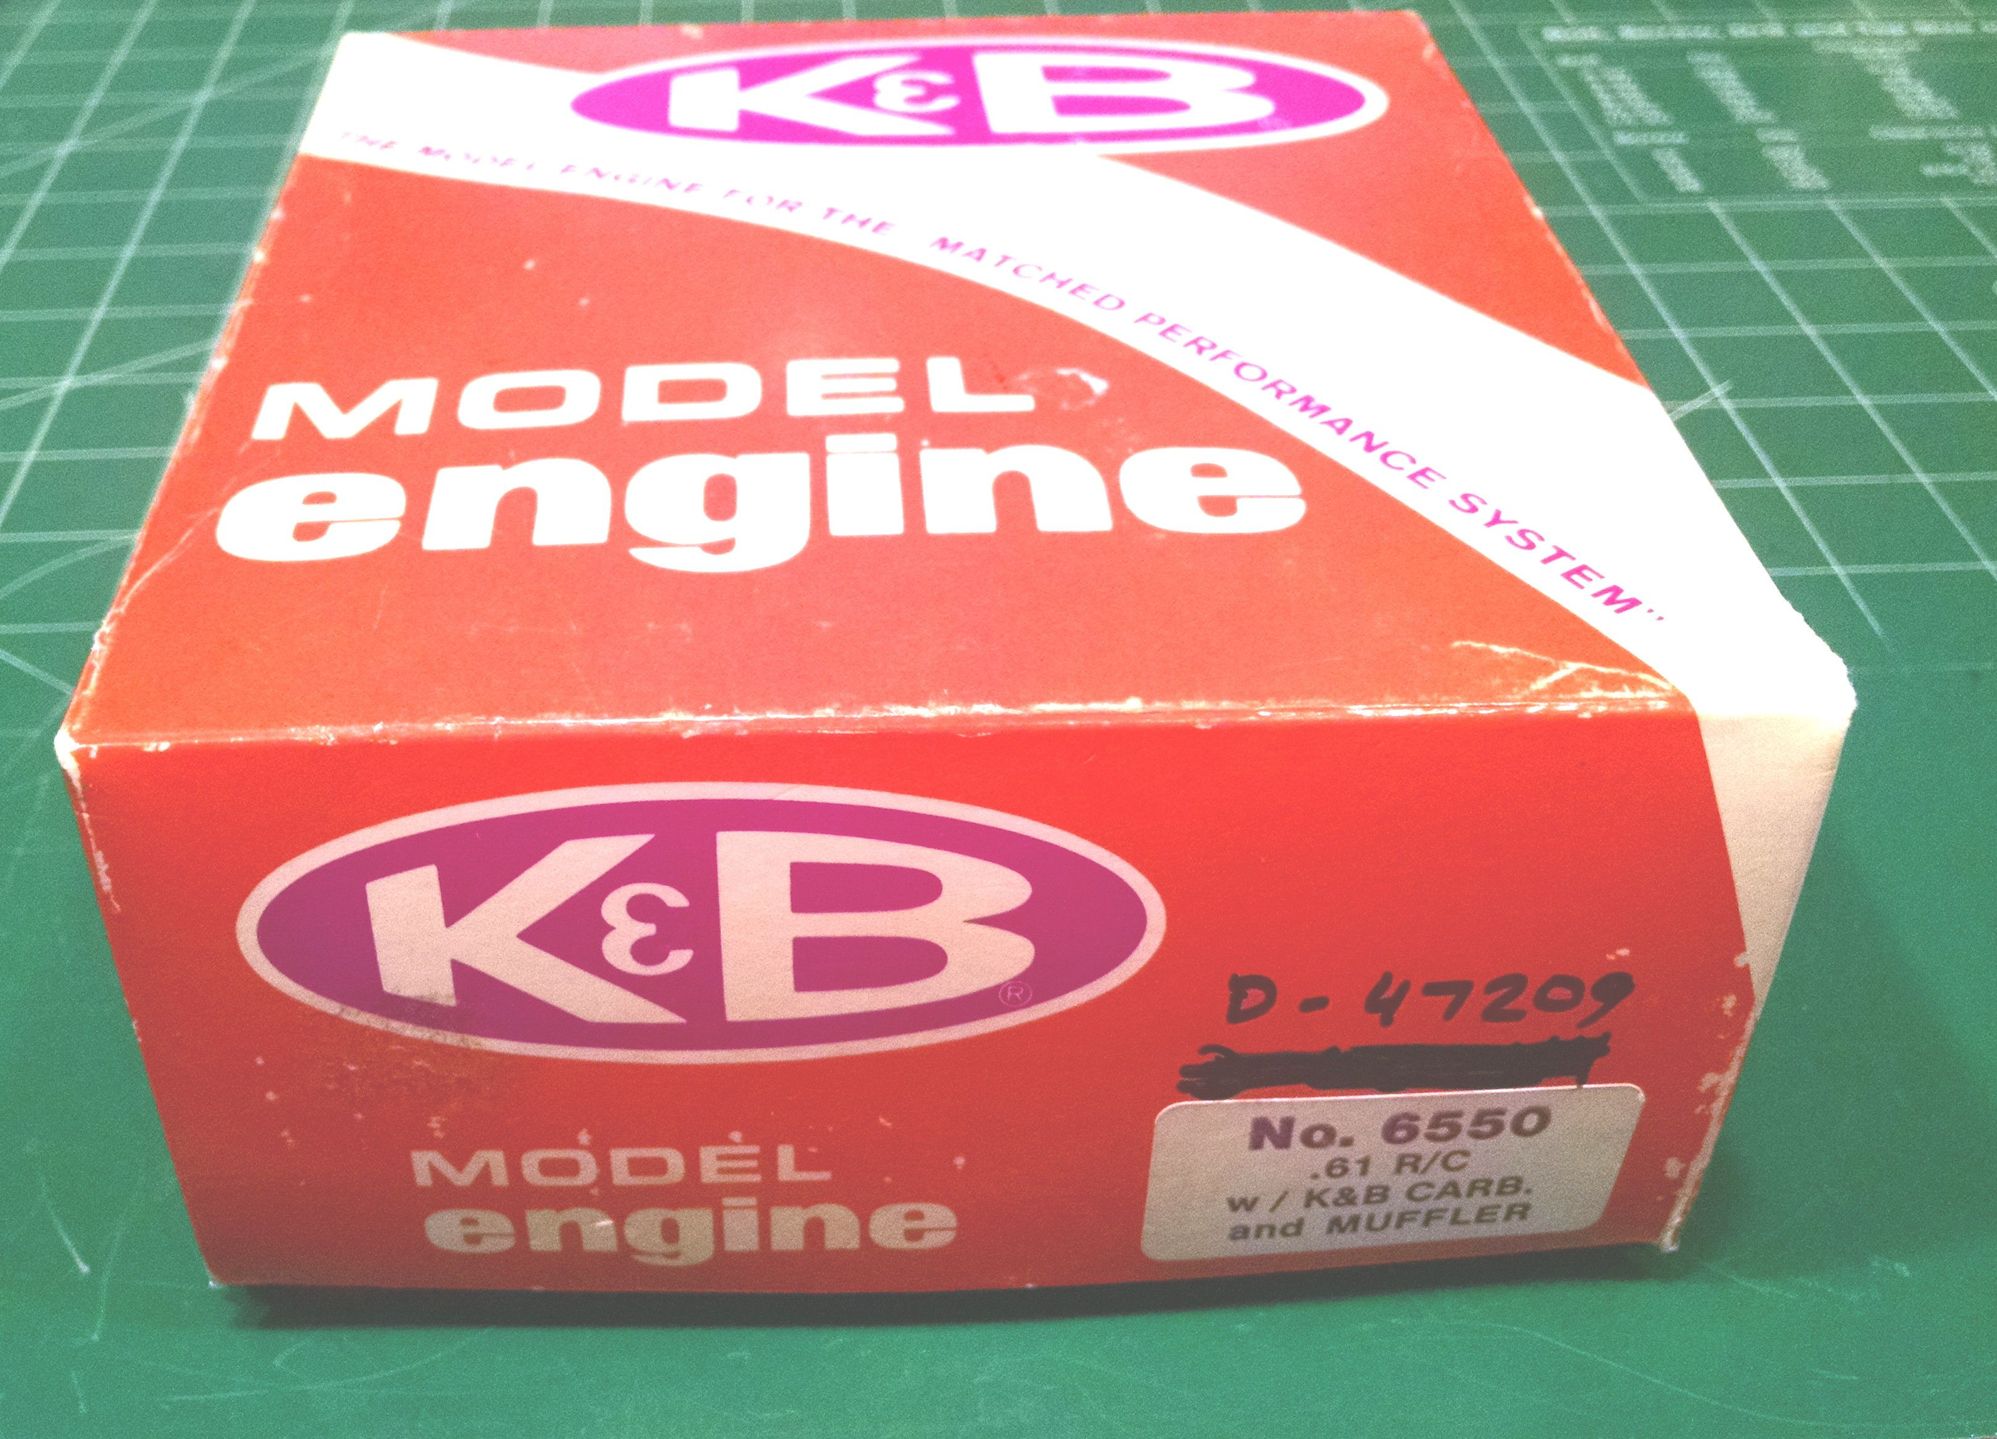 K&B
THE MODEL ENGINE FOR THE MATCHED PERFORMANCE SYSTEM"
MODEL
engine
K&B®
MODEL
engine
D-47209
No. 6550
.61 R/C
w/K&B CARB.
and MUFFLER